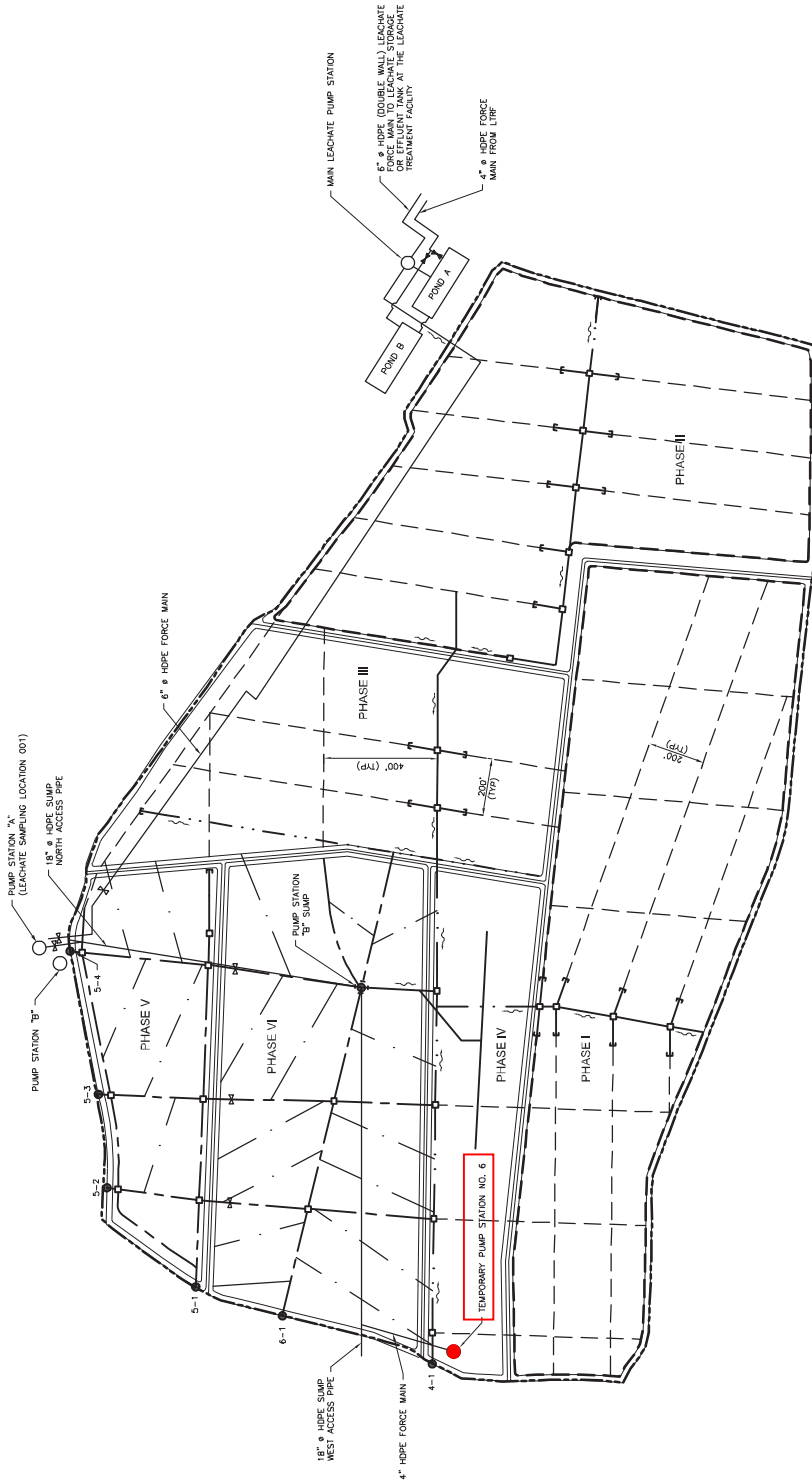 PUMP STATION "A"
(LEACHATE SAMPLING LOCATION 001)
18" ø HDPE SUMP
NORTH ACCESS PIPE
PUMP STATION "B"
5-4
5-3
5-2
5-1
6-1
4-1
6" ø HDPE FORCE MAIN
MAIN LEACHATE PUMP STATION
6" ø HDPE (DOUBLE WALL) LEACHATE
FORCE MAIN TO LEACHATE STORAGE
OR EFFLUENT TANK AT THE LEACHATE
TREATMENT FACILITY
4" ø HDPE FORCE
MAIN FROM LTRF
POND A
POND B
PHASE II
PHASE III
400' (TYP)
200'
(TYP)
200'
(TYP)
PHASE V
PHASE VI
PUMP STATION
"B" SUMP
PHASE IV
PHASE I
TEMPORARY PUMP STATION NO. 6
18" ø HDPE SUMP
WEST ACCESS PIPE
4" HDPE FORCE MAIN